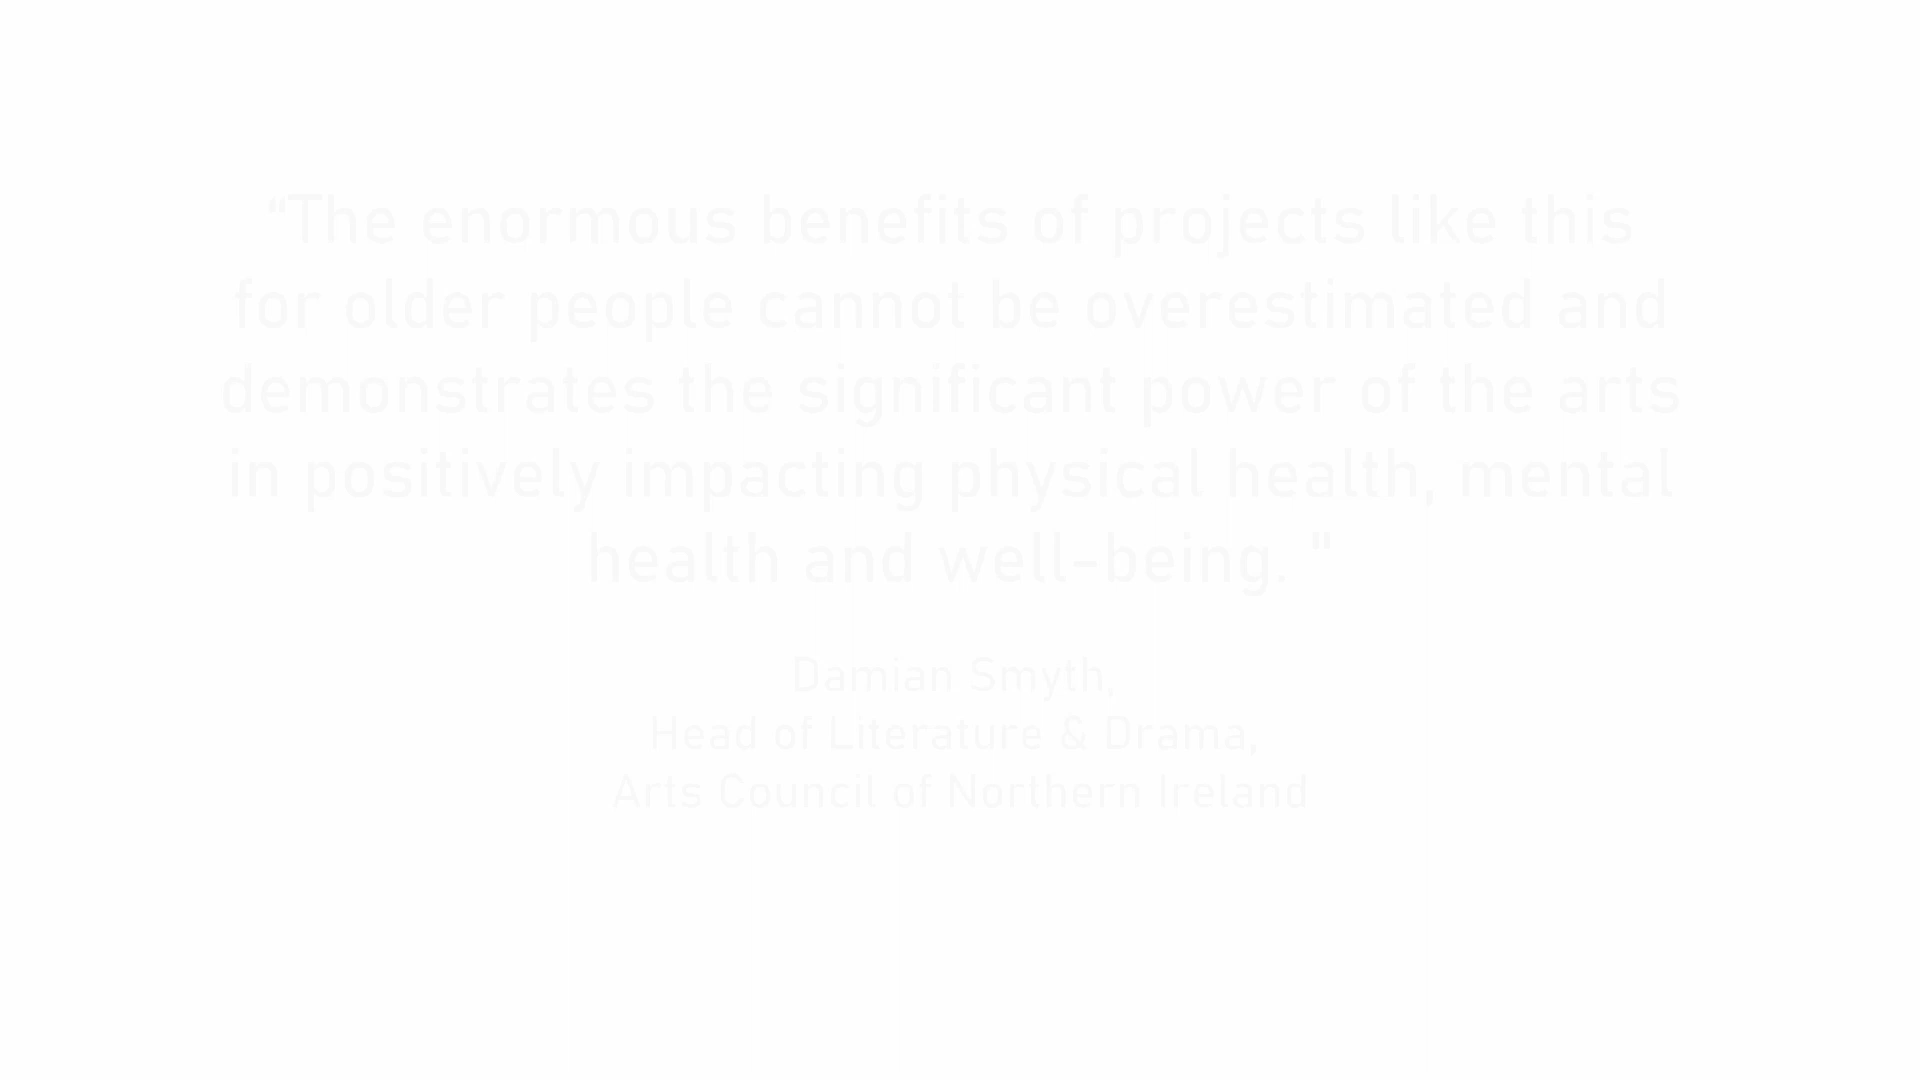 "The enormous benefits of projects like this
for older people cannot be overestimated and
demonstrates the significant power of the arts
in positively impacting physical health, mental
health and well-being. "
Damian Smyth,
Head of Literature & Drama,
Arts Council of Northern Ireland